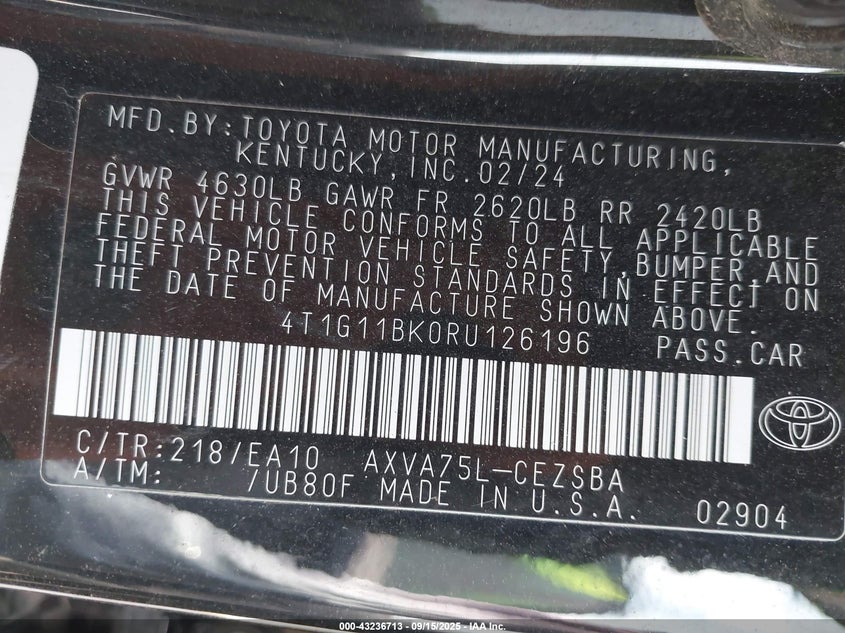 MFD.BY:TOYOTA MOTOR MANUFACTURING,
KENTUCKY,INC.02/24
GVWR 4630LB GAWR FR 2620LB RR 2420LB
THIS VEHICLE CONFORMS TO ALL APPLICABLE
FEDERAL MOTOR VEHICLE SAFETY,BUMPER,AND
THEFT PREVENTION STANDARDS IN EFFECT ON
THE DATE OF MANUFACTURE SHOWN ABOVE.
4T1G11BK0RU126196 PASS.CAR
C/TR:218/EA10 AXVA75L-CEZSBA
A/TM: /UB80F MADE IN U.S.A. 02904
000-43236713 - 09/15/2025 - IAA Inc.